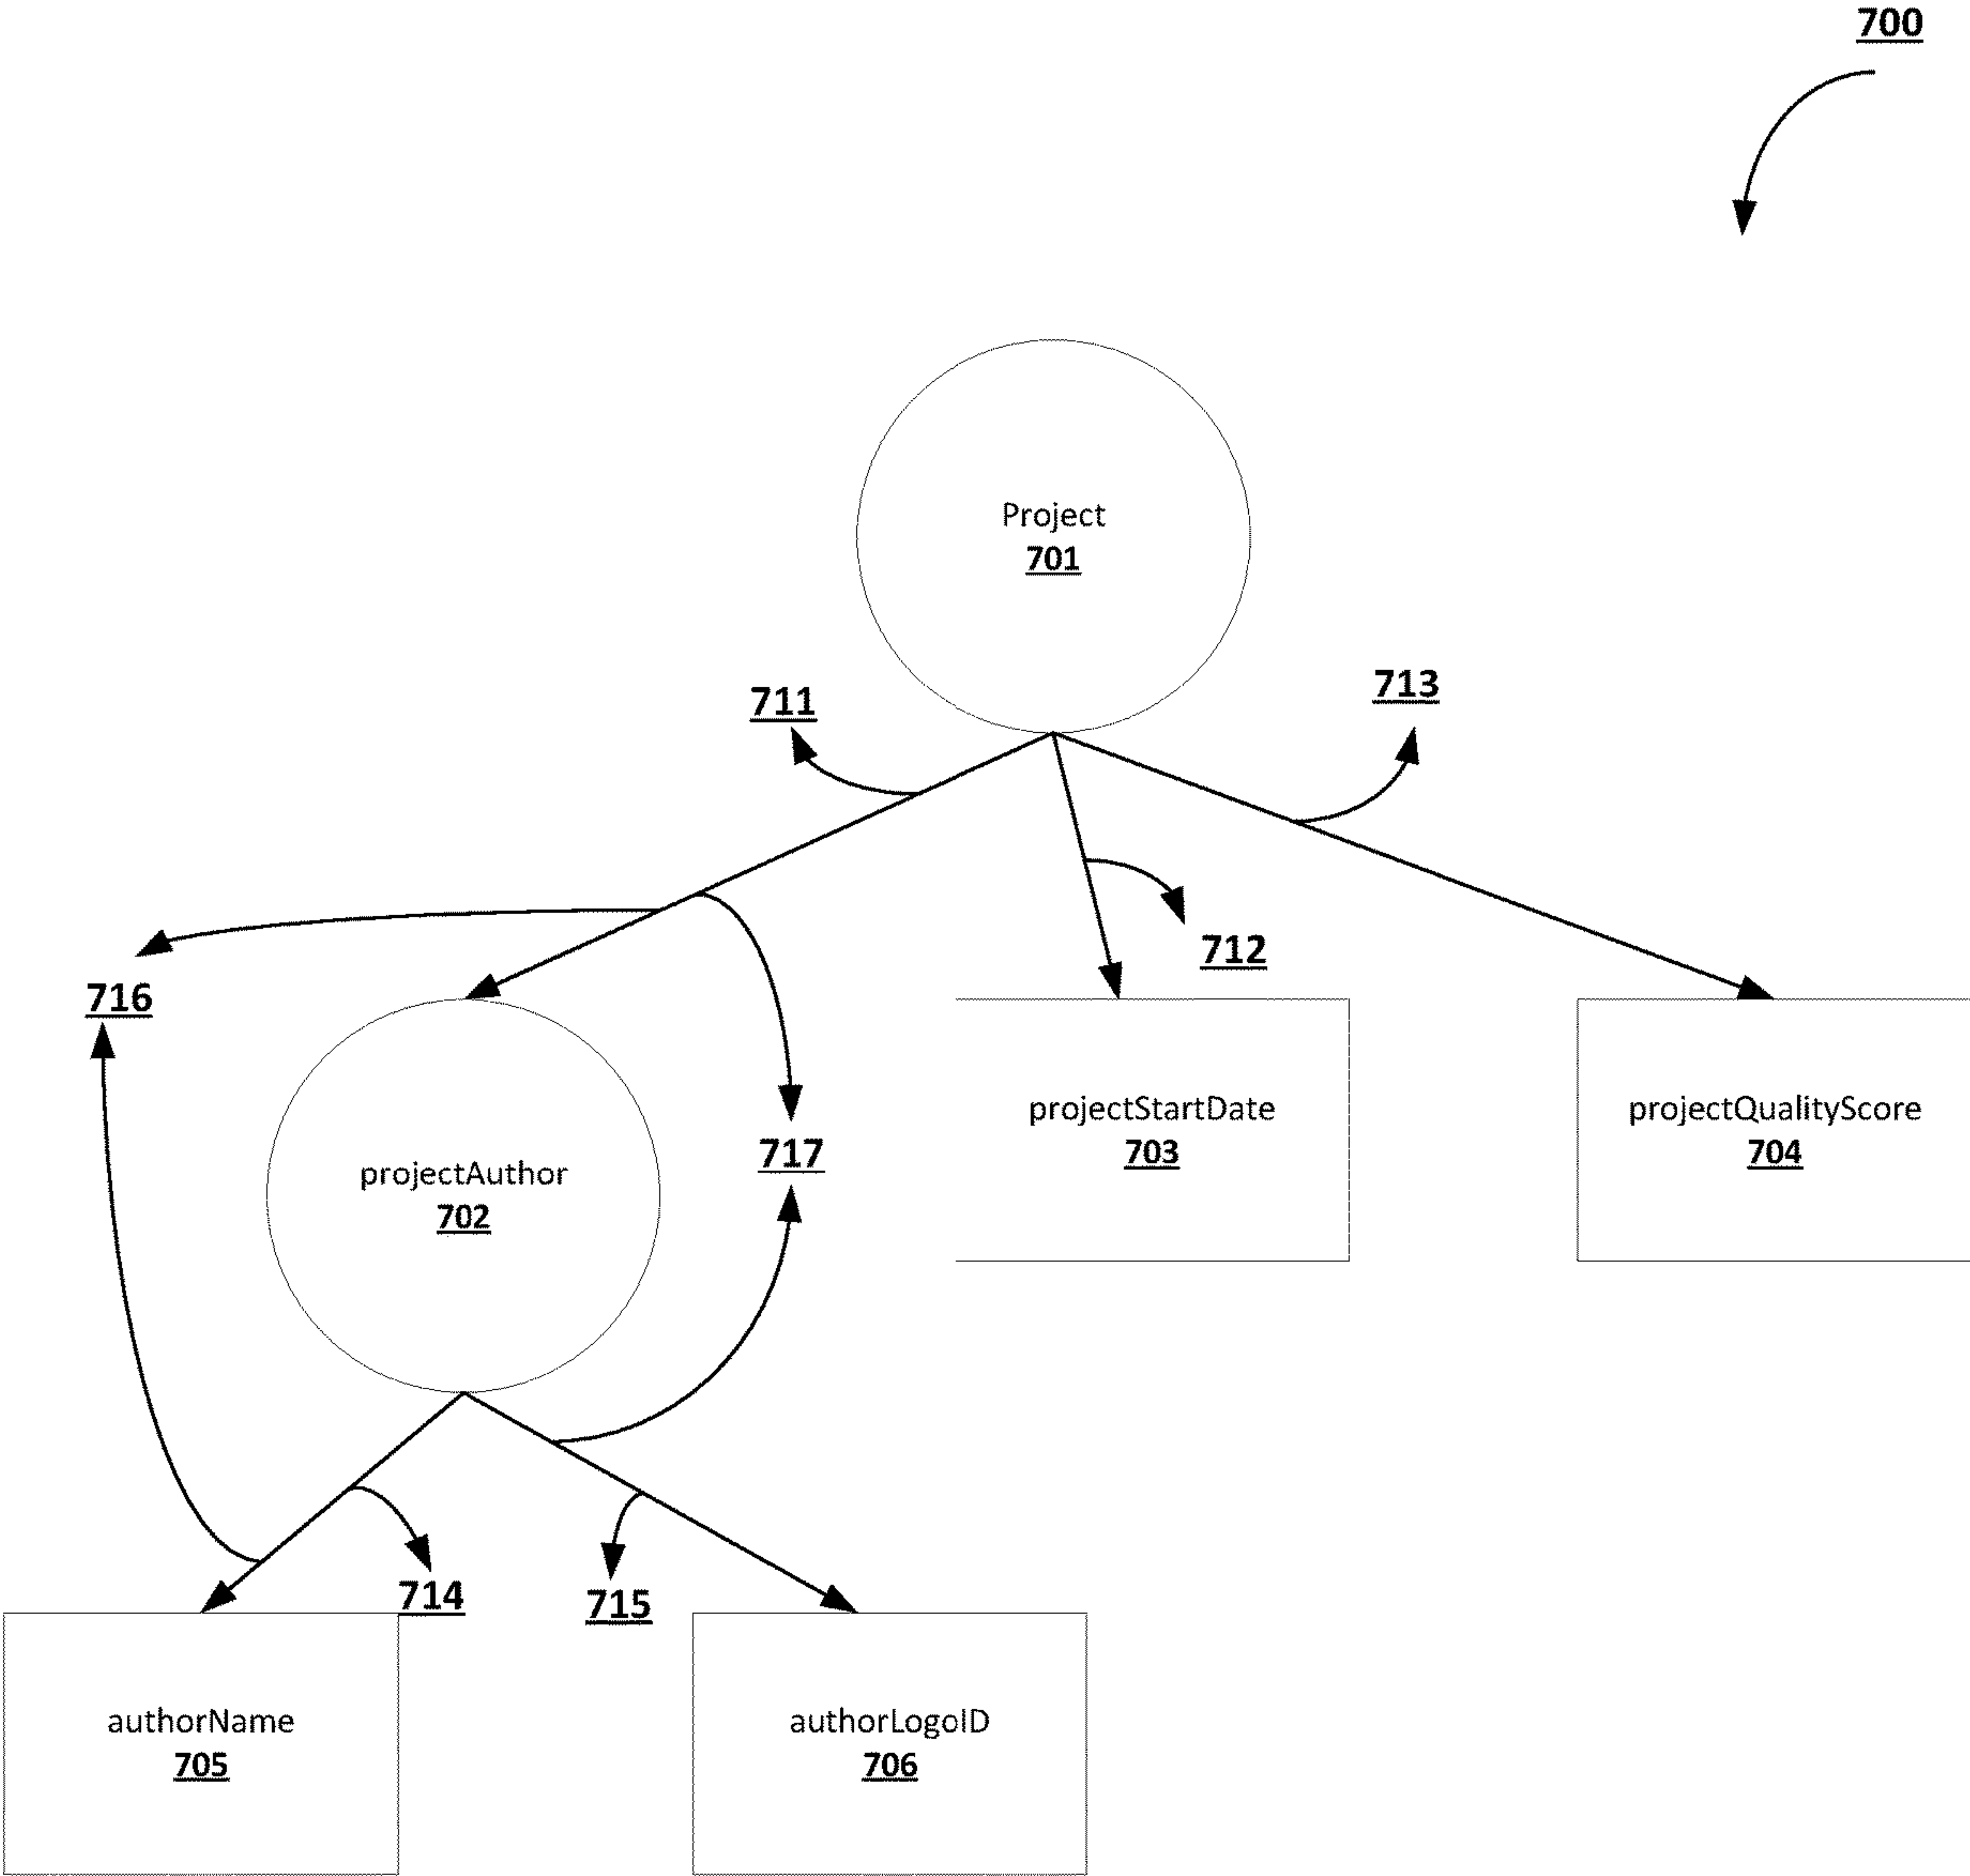 700
Project
701
711
713
712
716
projectStartDate
703
projectQualityScore
704
717
projectAuthor
702
714
715
authorName
705
authorLogoID
706